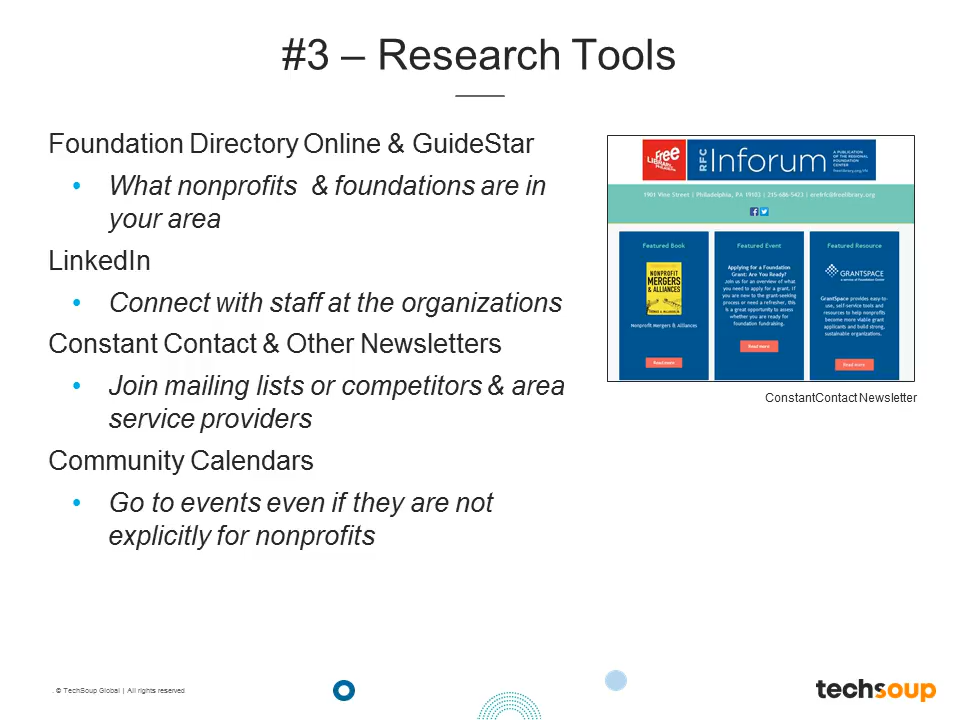 #3 – Research Tools
Foundation Directory Online & GuideStar
• What nonprofits & foundations are in
your area
LinkedIn
• Connect with staff at the organizations
Constant Contact & Other Newsletters
• Join mailing lists or competitors & area
service providers
Community Calendars
• Go to events even if they are not
explicitly for nonprofits
Free
LIBRARY
RFC Inforum
A PUBLICATION
OF THE REGIONAL
FOUNDATION
CENTER
1901 Vine Street | Philadelphia, PA 19103 | 215-686-5423 | erefrfc@freelibrary.org
Featured Book
NONPROFIT
MERGERS
& ALLIANCES
Nonprofit Mergers & Alliances
Read more
Featured Event
Applying for a Foundation
Grant: Are You Ready?
Join us for an overview of what
you need to apply for a grant. If
you are new to the grant-seeking
process or need a refresher, this
is a great opportunity to assess
whether you are ready for
foundation fundraising.
Read more
Featured Resource
GRANTSPACE
a service of Foundation Center
GrantSpace provides easy-to-
use, self-service tools and
resources to help nonprofits
become more viable grant
applicants and build strong,
sustainable organizations.
Read more
ConstantContact Newsletter
. © TechSoup Global | All rights reserved
techsoup